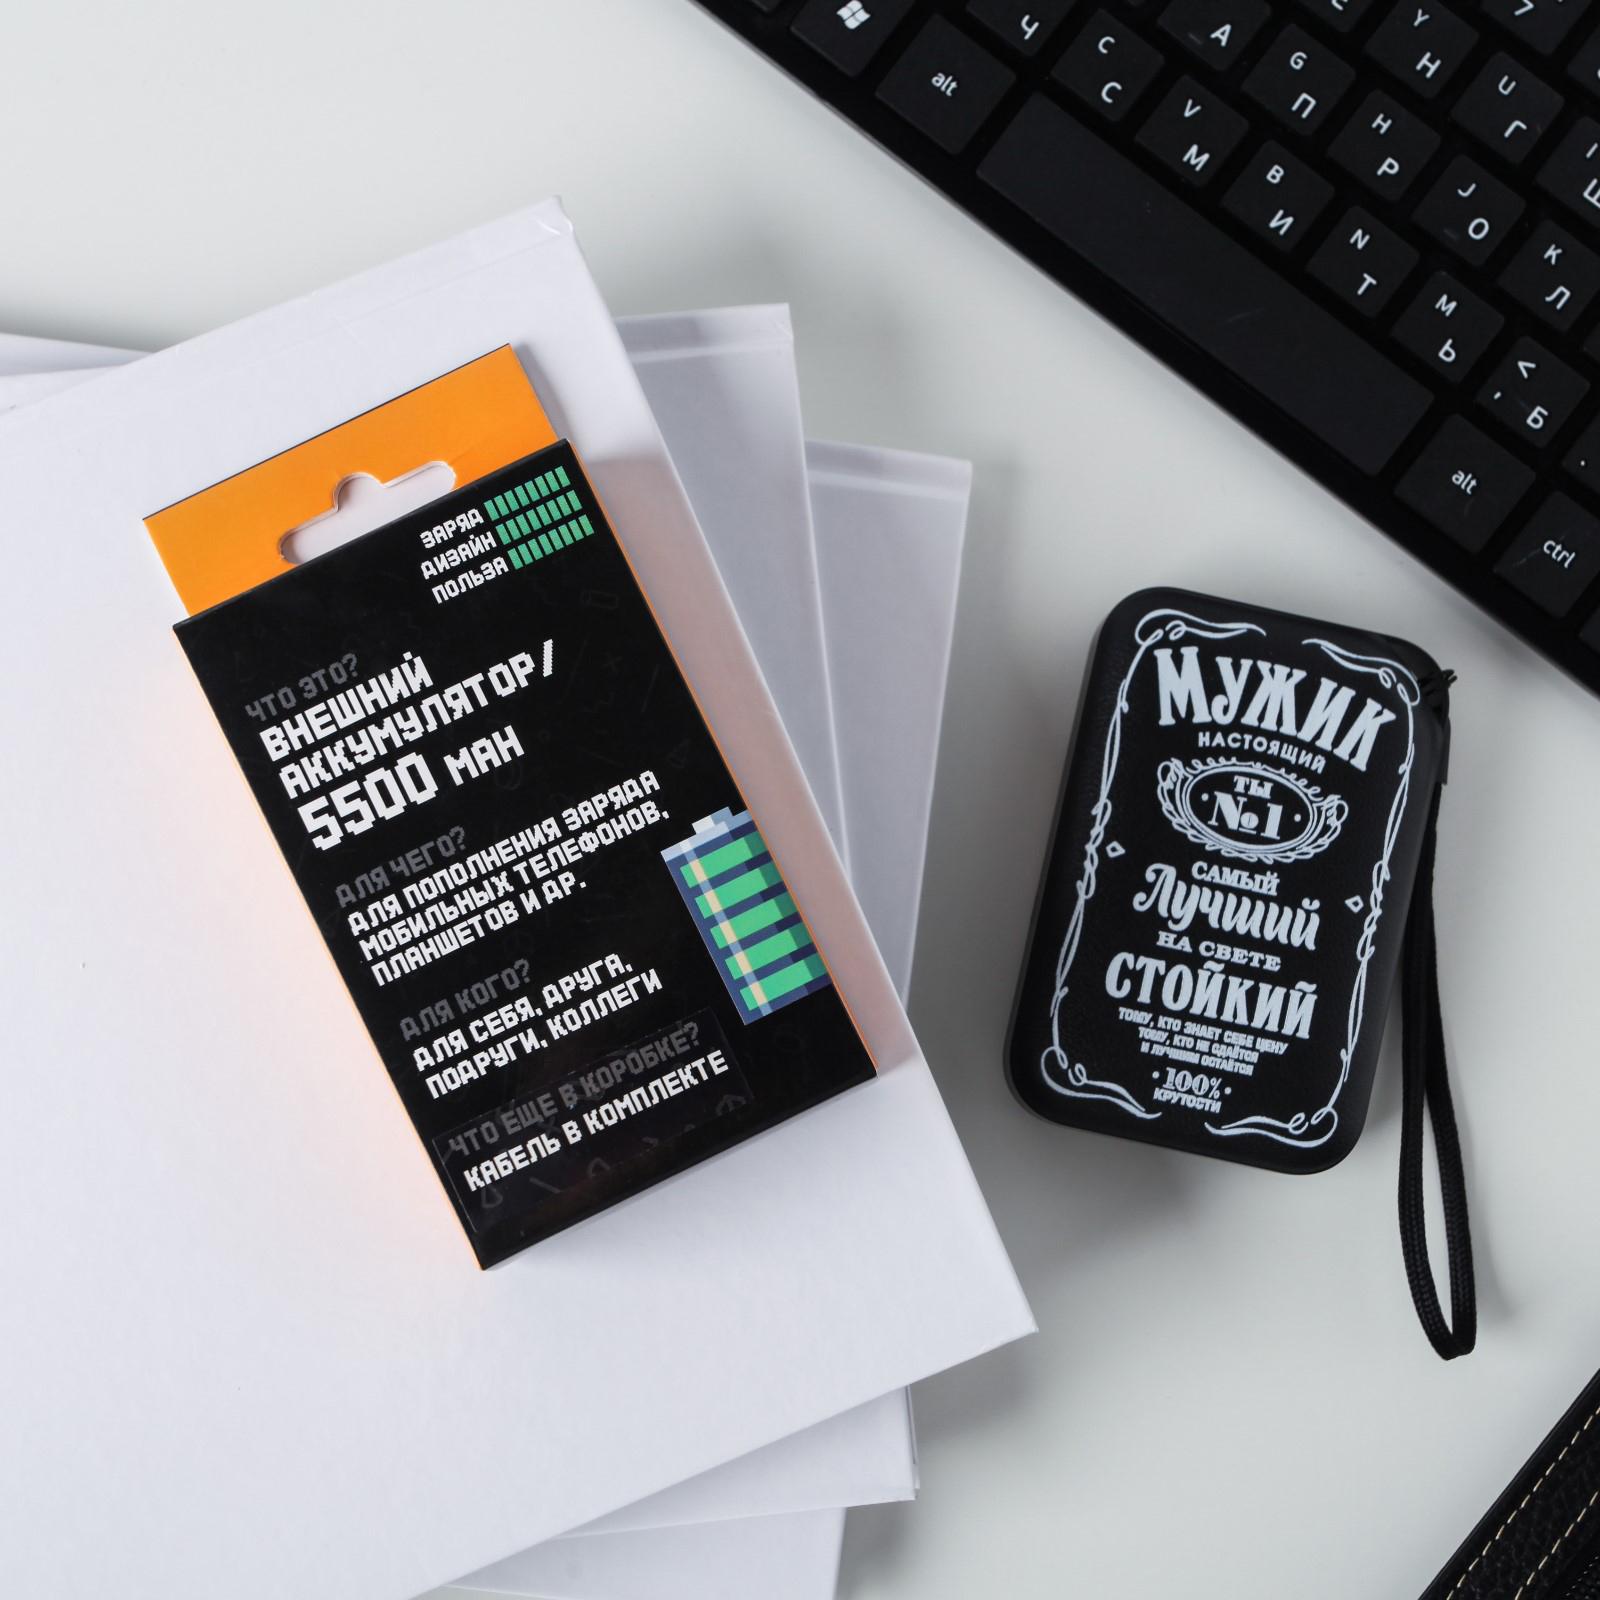 ЗАРЯД
ДИЗАЙН
ПОЛЬЗА
ЧТО ЭТО?
ВНЕШНИЙ
АККУМУЛЯТОР/
5500 МАН
ДЛЯ ЧЕГО?
ДЛЯ ПОПОЛНЕНИЯ ЗАРЯДА
МОБИЛЬНЫХ ТЕЛЕФОНОВ,
ПЛАНШЕТОВ И ДР.
ДЛЯ КОГО?
ДЛЯ СЕБЯ, ДРУГА,
ПОДРУГИ, КОЛЛЕГИ
ЧТО ЕЩЕ В КОРОБКЕ?
КАБЕЛЬ В КОМПЛЕКТЕ
МУЖИК
НАСТОЯЩИЙ
ТЫ
№1
САМЫЙ
Лучший
НА СВЕТЕ
СТОЙКИЙ
ТОМУ, КТО ЗНАЕТ СЕБЕ ЦЕНУ
ТОМУ, КТО НЕ СДАЁТСЯ
И ЛУЧШИМ ОСТАЁТСЯ
100%
КРУТОСТИ
alt
Ч
C
С
V
М
А
G
П
B
И
Y
Н
H
Р
N
Т
U
Г
J
О
M
Ь
K
Л
<
,
Б
7
alt
ctrl